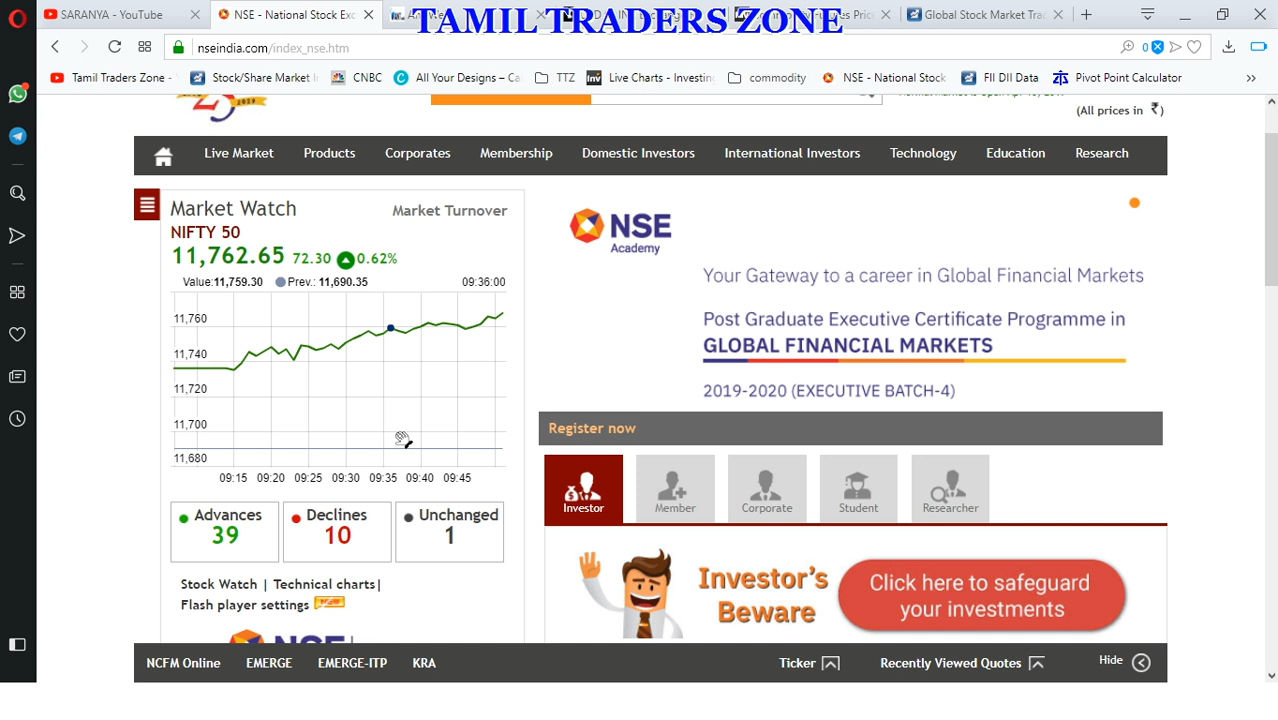 SARANYA - YouTube
NSE - National Stock Exc
TAMIL TRADERS ZONE
Global Stock Market Tra
nseindia.com/index_nse.htm
0
Tamil Traders Zone -
Stock/Share Market I
CNBC
All Your Designs – Ca
TTZ
Live Charts - Investing
commodity
NSE - National Stock
FII DII Data
Pivot Point Calculator
2019
(All prices in ₹)
Live Market
Products
Corporates
Membership
Domestic Investors
International Investors
Technology
Education
Research
Market Watch
Market Turnover
NIFTY 50
11,762.65 72.30 0.62%
Value:11,759.30 Prev.: 11,690.35 09:36:00
11,760
11,740
11,720
11,700
11,680
09:15 09:20 09:25 09:30 09:35 09:40 09:45
Advances
39
Declines
10
Unchanged
1
Stock Watch | Technical charts|
Flash player settings
NSE
NSE
Academy
Your Gateway to a career in Global Financial Markets
Post Graduate Executive Certificate Programme in
GLOBAL FINANCIAL MARKETS
2019-2020 (EXECUTIVE BATCH-4)
Register now
Investor
Member
Corporate
Student
Researcher
Investor's
Beware
Click here to safeguard
your investments
NCFM Online
EMERGE
EMERGE-ITP
KRA
Ticker
Recently Viewed Quotes
Hide